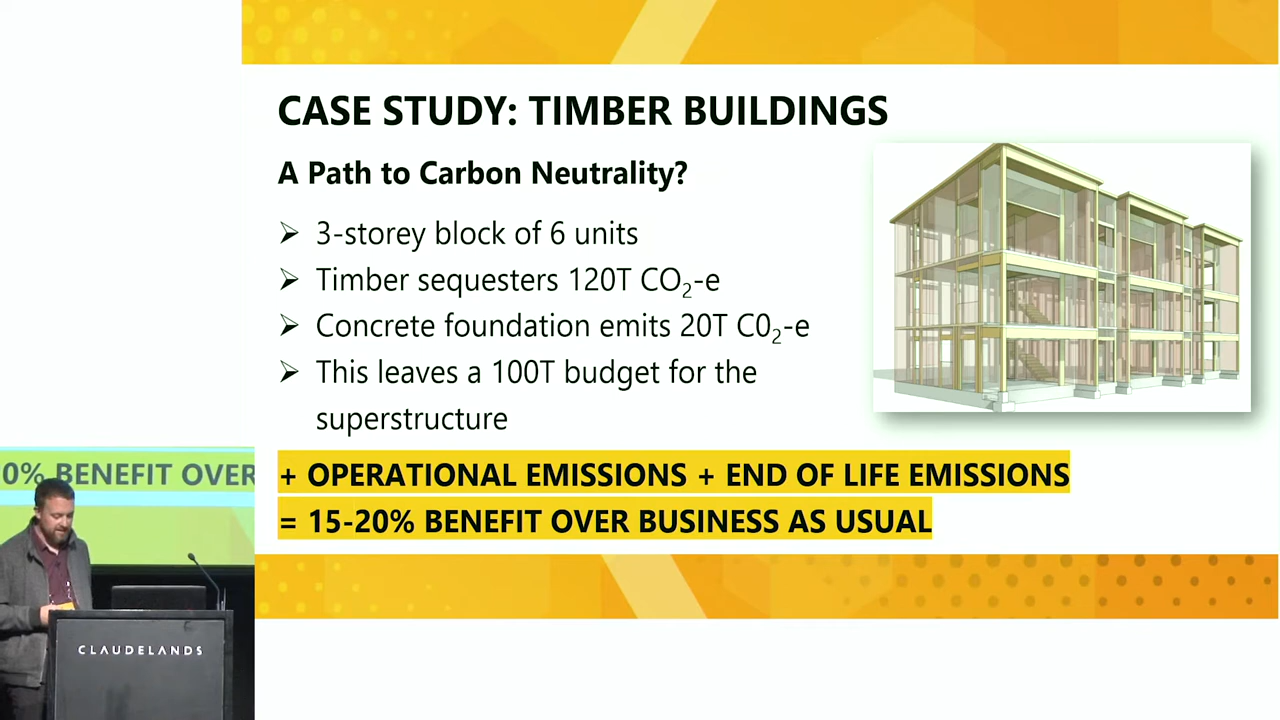 CASE STUDY: TIMBER BUILDINGS
A Path to Carbon Neutrality?
➤ 3-storey block of 6 units
➤ Timber sequesters 120T CO₂-e
➤ Concrete foundation emits 20T C0₂-e
➤ This leaves a 100T budget for the
superstructure
+ OPERATIONAL EMISSIONS + END OF LIFE EMISSIONS
= 15-20% BENEFIT OVER BUSINESS AS USUAL
0% BENEFIT OVER
CLAUDELANDS